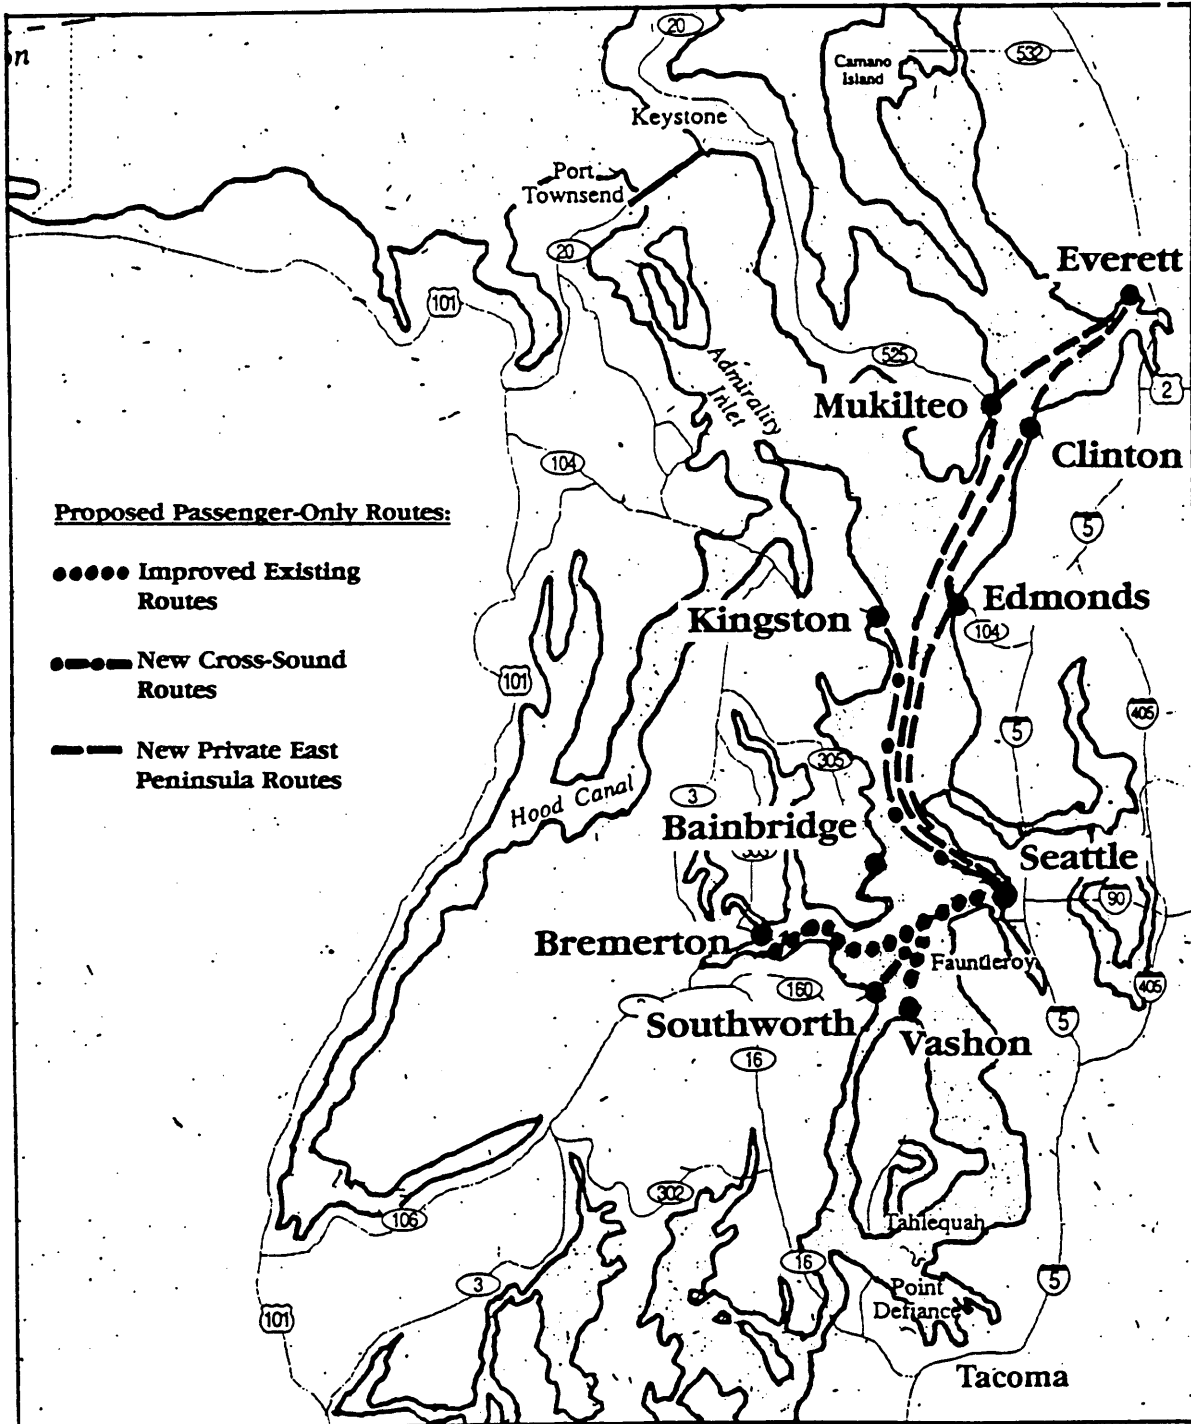 n
20
Camano
Island
532
Keystone
Port
Townsend
20
Everett
101
525
Admirality
Inlet
2
Mukilteo
Clinton
104
Proposed Passenger-Only Routes:
5
Improved Existing
Routes
Edmonds
Kingston
104
New Cross-Sound
Routes
101
405
5
New Private East
Peninsula Routes
305
Hood Canal
3
Bainbridge
Seattle
90
Bremerton
Fauntleroy
160
405
Southworth
5
Vashon
16
302
106
Tahlequah
16
3
Point
Defiance
5
101
Tacoma